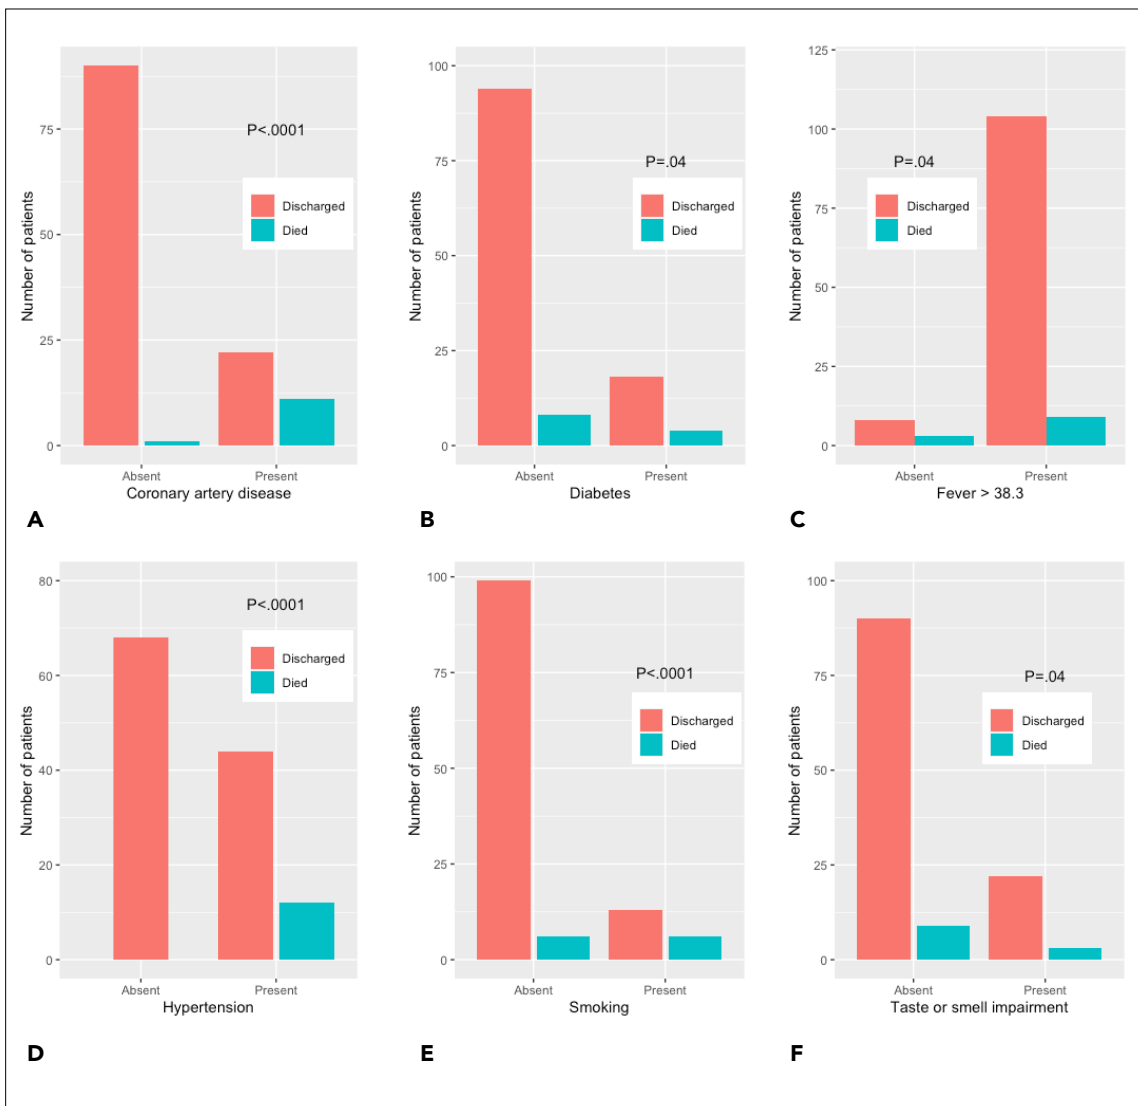 P<.0001
Discharged
Died
Number of patients
75
50
25
0
Absent
Present
Coronary artery disease
A
P=.04
Discharged
Died
Number of patients
100
75
50
25
0
Absent
Present
Diabetes
B
P=.04
Discharged
Died
Number of patients
125
100
75
50
25
0
Absent
Present
Fever > 38.3
C
P<.0001
Discharged
Died
Number of patients
80
60
40
20
0
Absent
Present
Hypertension
D
P<.0001
Discharged
Died
Number of patients
100
75
50
25
0
Absent
Present
Smoking
E
P=.04
Discharged
Died
Number of patients
100
75
50
25
0
Absent
Present
Taste or smell impairment
F